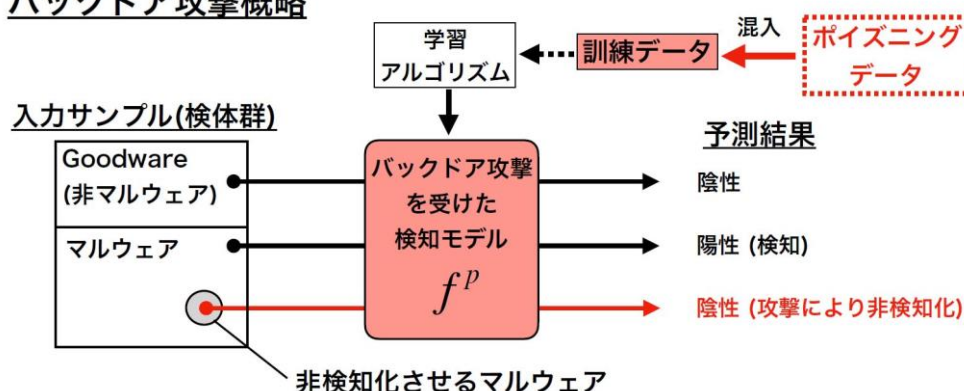 バックドア攻撃概略
学習
アルゴリズム
訓練データ
混入
ポイズニング
データ
入力サンプル(検体群)
Goodware
(非マルウェア)
マルウェア
バックドア攻撃
を受けた
検知モデル
f^p
予測結果
陰性
陽性 (検知)
陰性 (攻撃により非検知化)
非検知化させるマルウェア